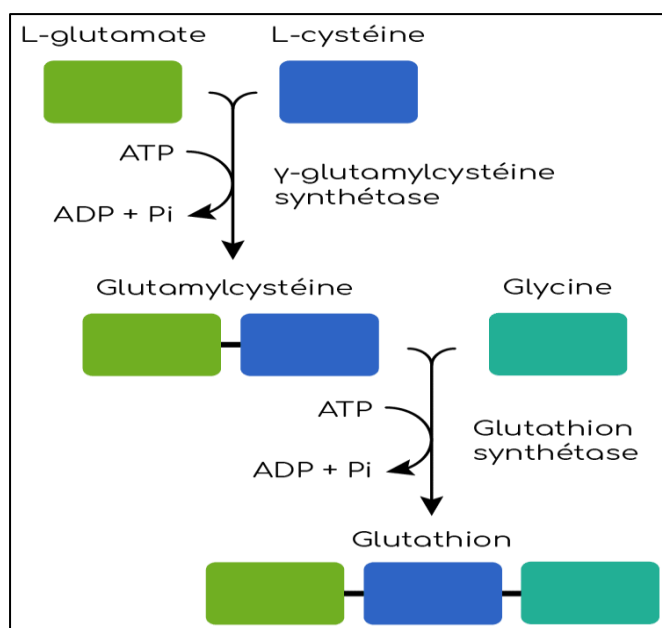 L-glutamate
L-cystéine
ATP
γ-glutamylcystéine
synthétase
ADP + Pi
Glutamylcystéine
Glycine
ATP
Glutathion
synthétase
ADP + Pi
Glutathion